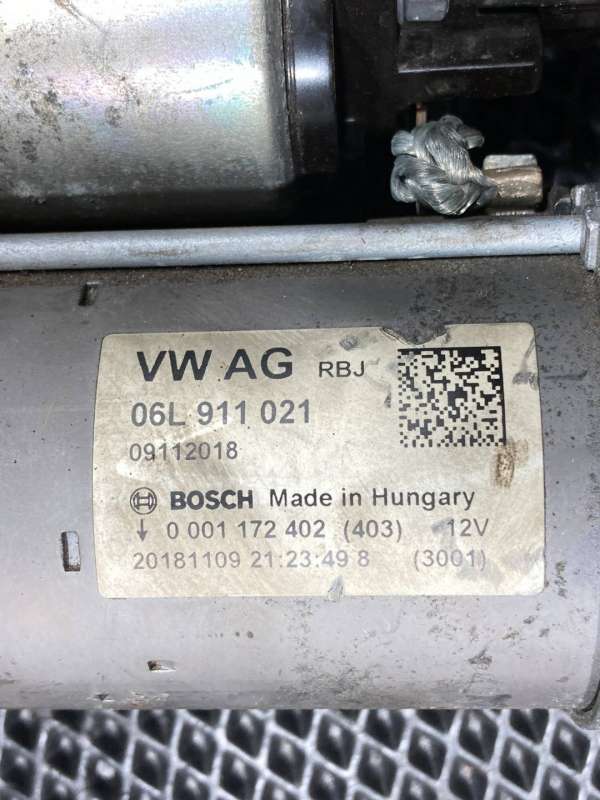 VW AG RBJ
06L 911 021
09112018
BOSCH Made in Hungary
↓ 0 001 172 402 (403) 12V
20181109 21:23:49 8 (3001)